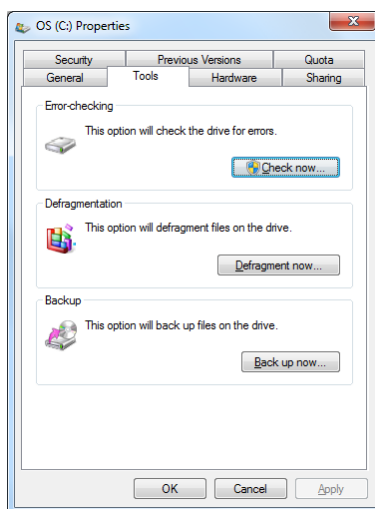 OS (C:) Properties
Security Previous Versions Quota
General Tools Hardware Sharing
Error-checking
This option will check the drive for errors.
Check now...
Defragmentation
This option will defragment files on the drive.
Defragment now...
Backup
This option will back up files on the drive.
Back up now...
OK Cancel Apply